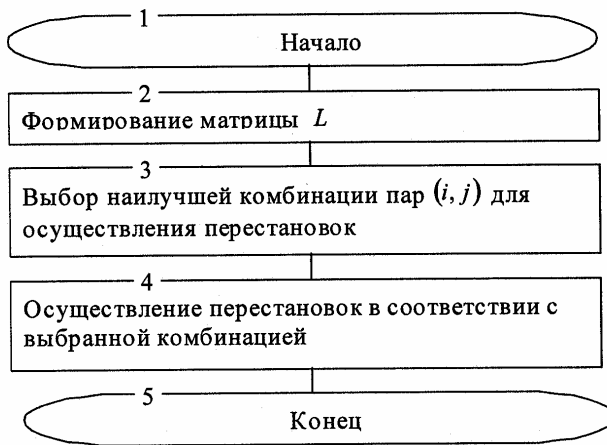 1
Начало
2
Формирование матрицы L
3
Выбор наилучшей комбинации пар (i, j) для
осуществления перестановок
4
Осуществление перестановок в соответствии с
выбранной комбинацией
5
Конец